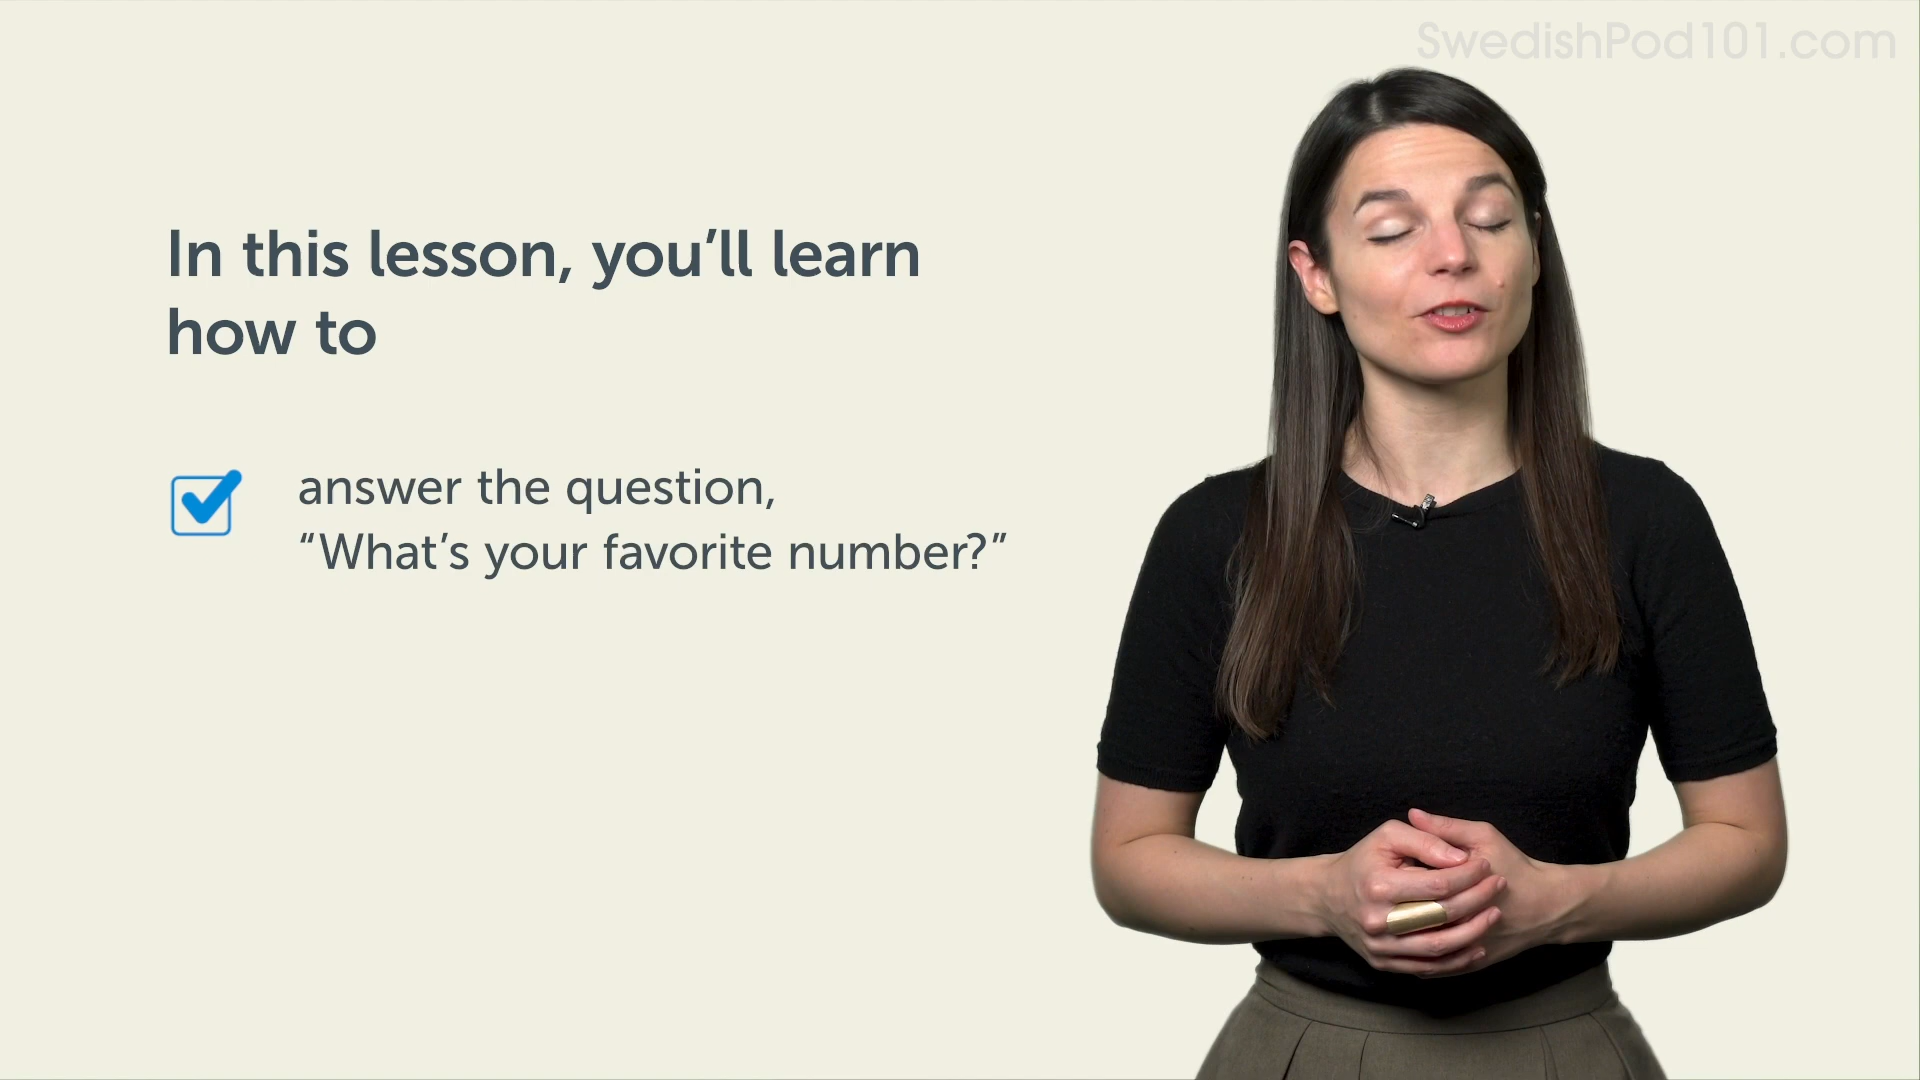 SwedishPod101.com
In this lesson, you’ll learn
how to
answer the question,
“What’s your favorite number?”